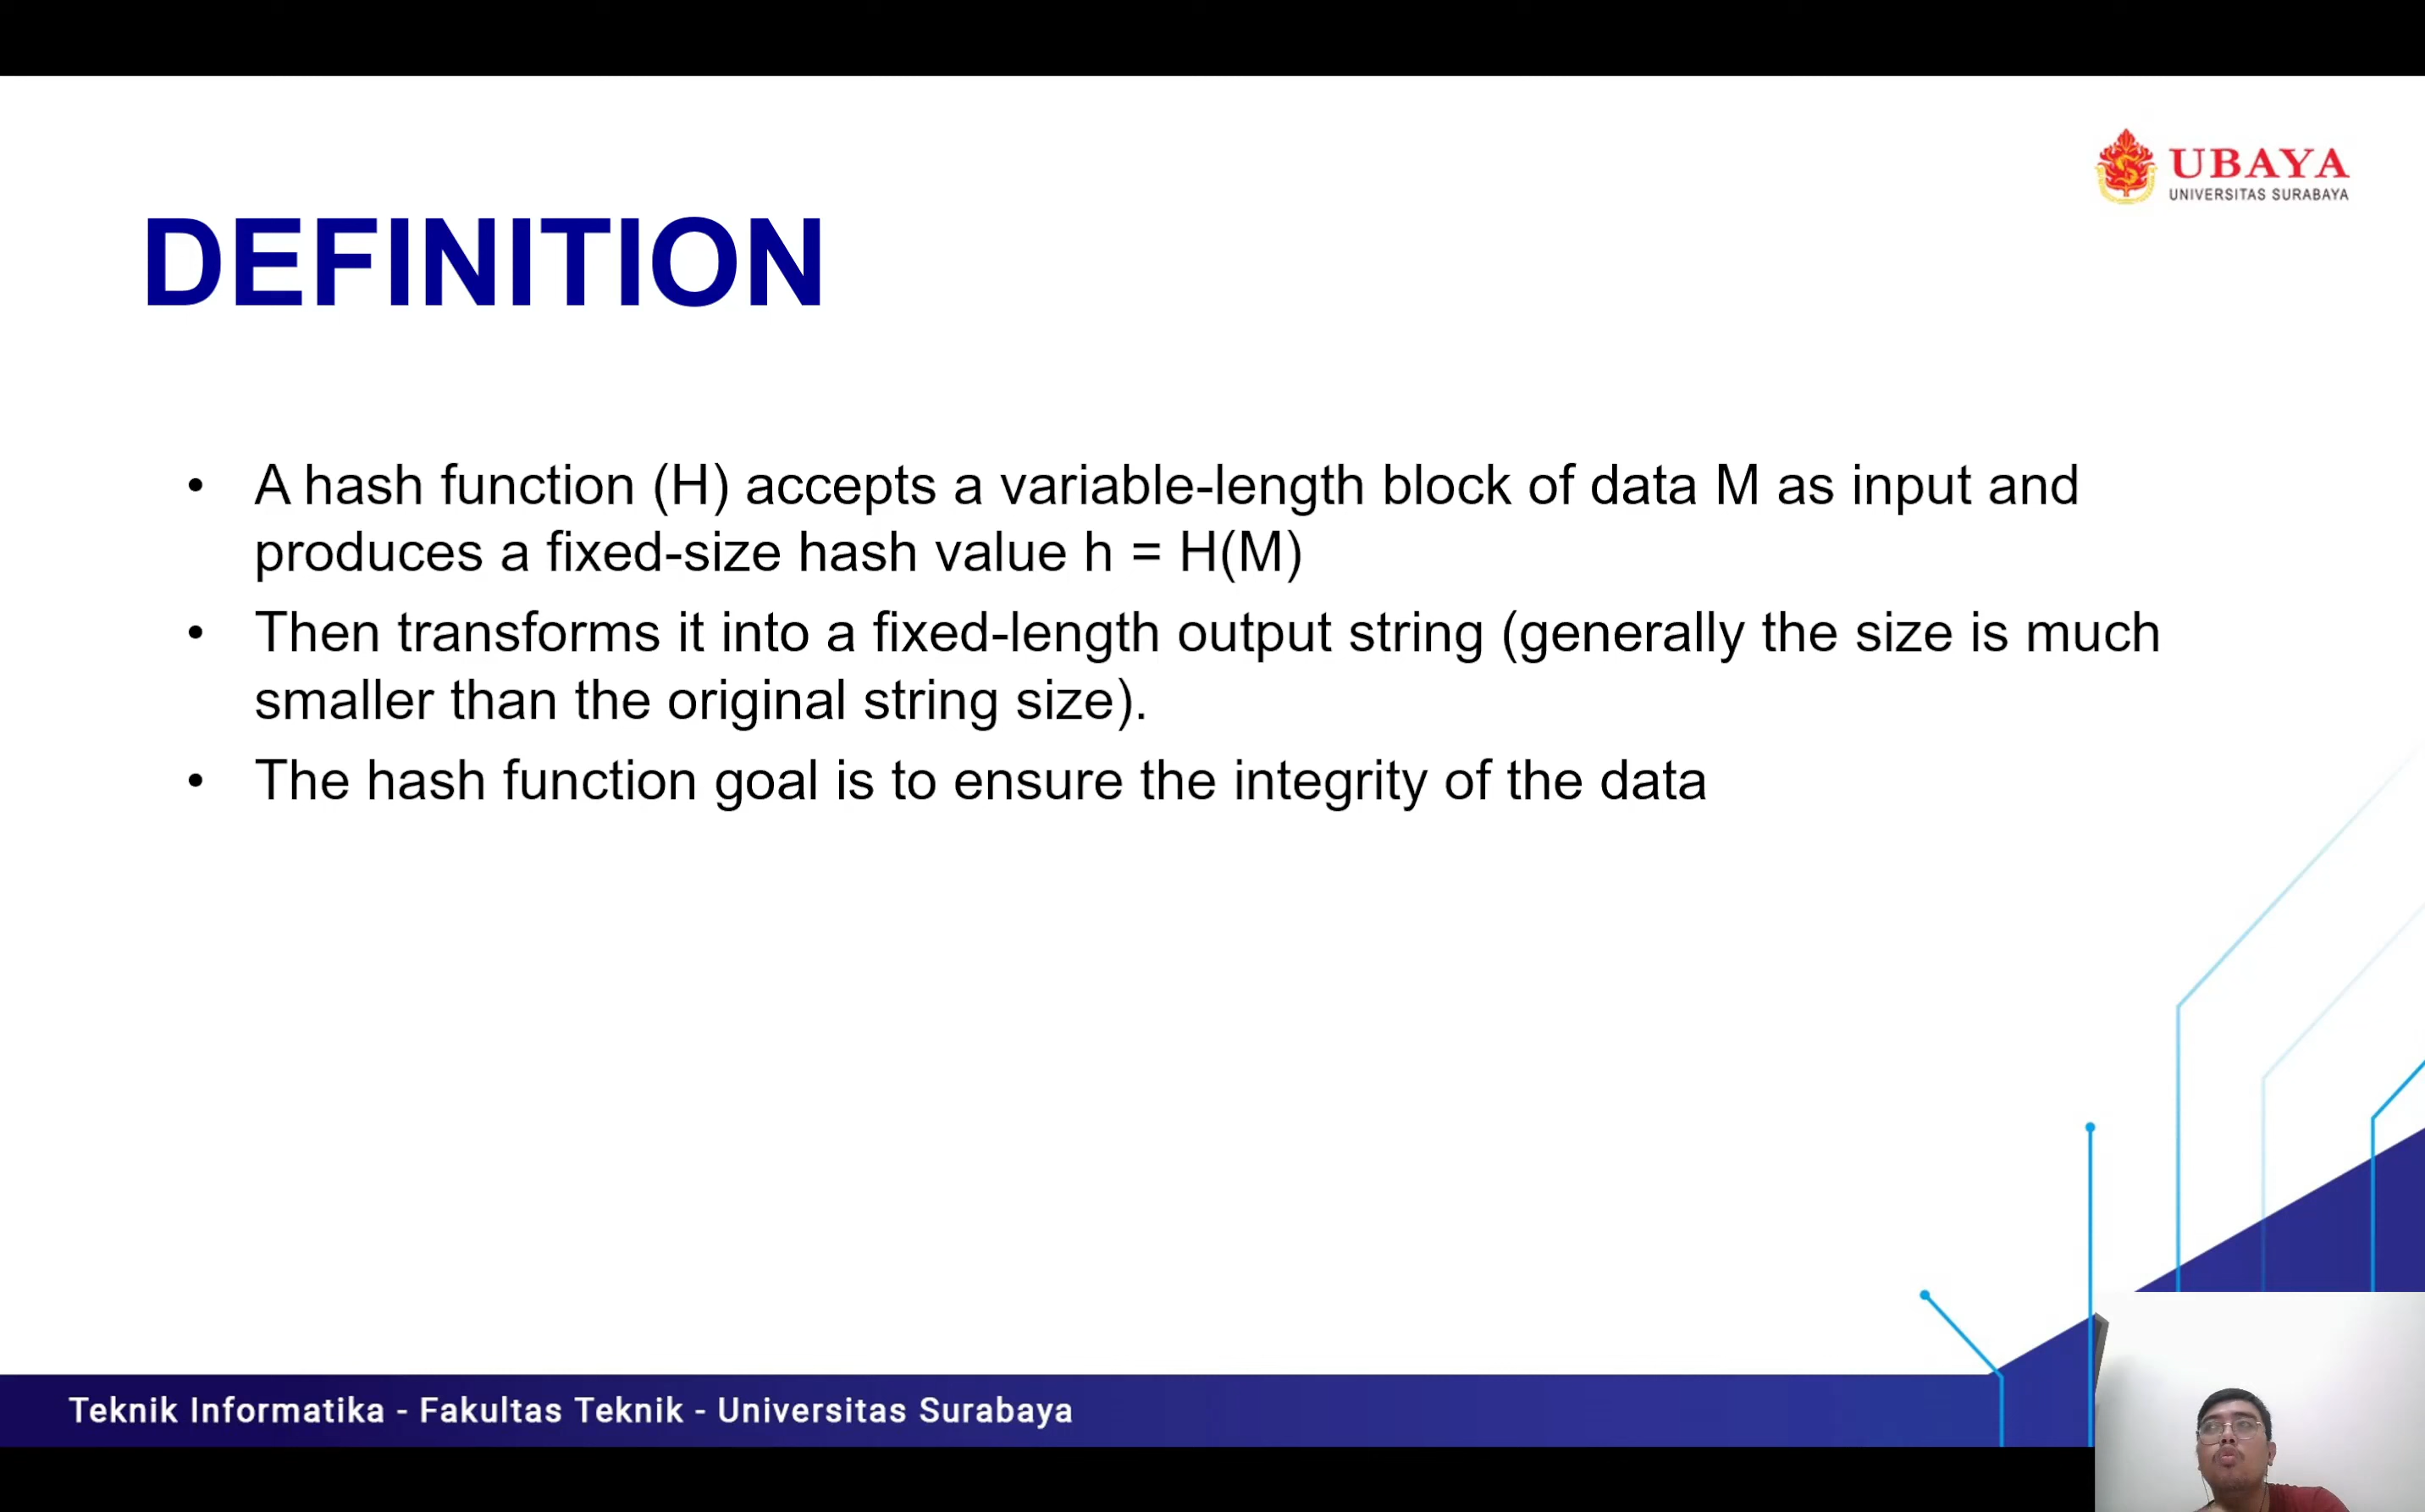 UBAYA
UNIVERSITAS SURABAYA
DEFINITION
• A hash function (H) accepts a variable-length block of data M as input and
produces a fixed-size hash value h = H(M)
• Then transforms it into a fixed-length output string (generally the size is much
smaller than the original string size).
• The hash function goal is to ensure the integrity of the data
Teknik Informatika - Fakultas Teknik - Universitas Surabaya